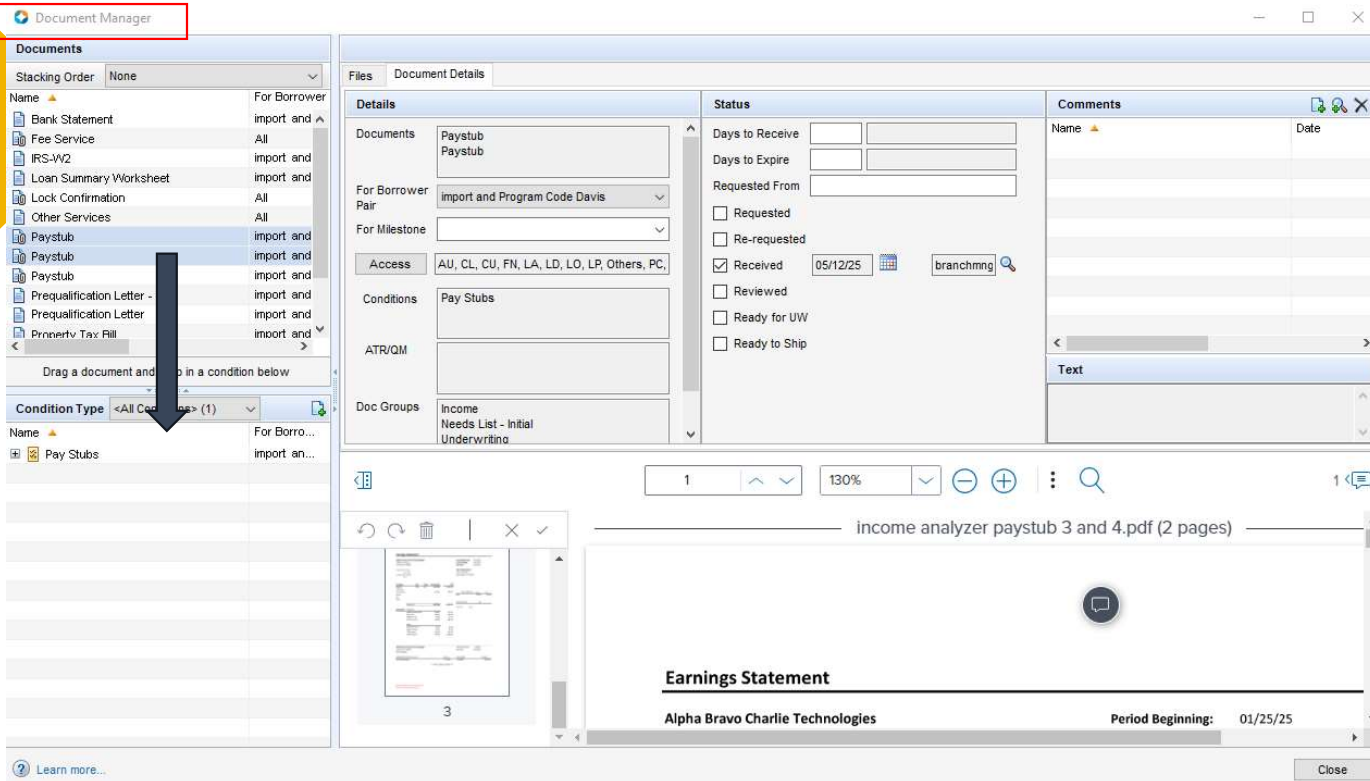 Document Manager
Documents
Stacking Order None
Name For Borrower
Bank Statement import and
Fee Service All
IRS-W2 import and
Loan Summary Worksheet import and
Lock Confirmation All
Other Services All
Paystub import and
Paystub import and
Paystub import and
Prequalification Letter - import and
Prequalification Letter import and
Property Tax Bill import and
Drag a document and in a condition below
Condition Type <All (1)
Name For Borro...
Pay Stubs import an...
Files Document Details
Details
Documents Paystub
Paystub
For Borrower
Pair
import and Program Code Davis
For Milestone
Access AU, CL, CU, FN, LA, LD, LO, LP, Others, PC,
Conditions Pay Stubs
ATR/QM
Doc Groups Income
Needs List - Initial
Underwriting
Status
Days to Receive
Days to Expire
Requested From
Requested
Re-requested
Received 05/12/25 branchmng
Reviewed
Ready for UW
Ready to Ship
Comments
Name Date
Text
1 130% 1
income analyzer paystub 3 and 4.pdf (2 pages)
3
Earnings Statement
Alpha Bravo Charlie Technologies Period Beginning: 01/25/25
Learn more...
Close